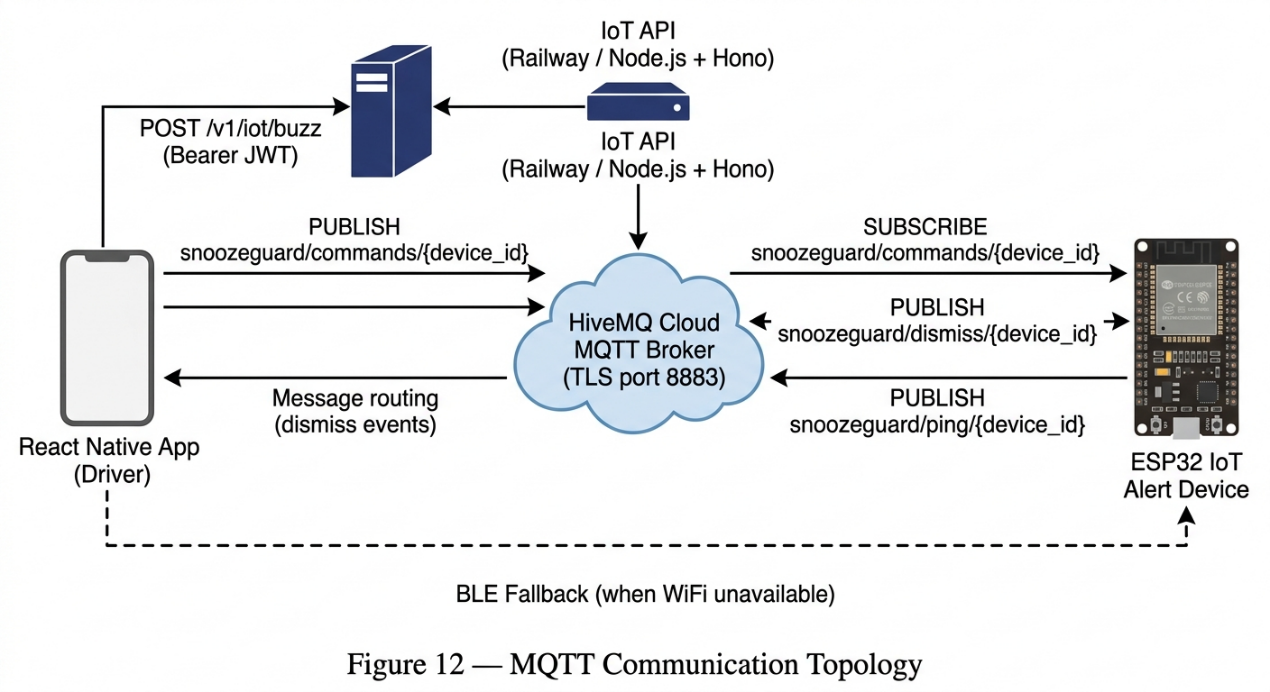 IoT API
(Railway / Node.js + Hono)
POST /v1/iot/buzz
(Bearer JWT)
IoT API
(Railway / Node.js + Hono)
PUBLISH
snoozeguard/commands/{device_id}
SUBSCRIBE
snoozeguard/commands/{device_id}
HiveMQ Cloud
MQTT Broker
(TLS port 8883)
PUBLISH
snoozeguard/dismiss/{device_id}
Message routing
(dismiss events)
PUBLISH
snoozeguard/ping/{device_id}
React Native App
(Driver)
ESP32 IoT
Alert Device
BLE Fallback (when WiFi unavailable)
Figure 12 — MQTT Communication Topology